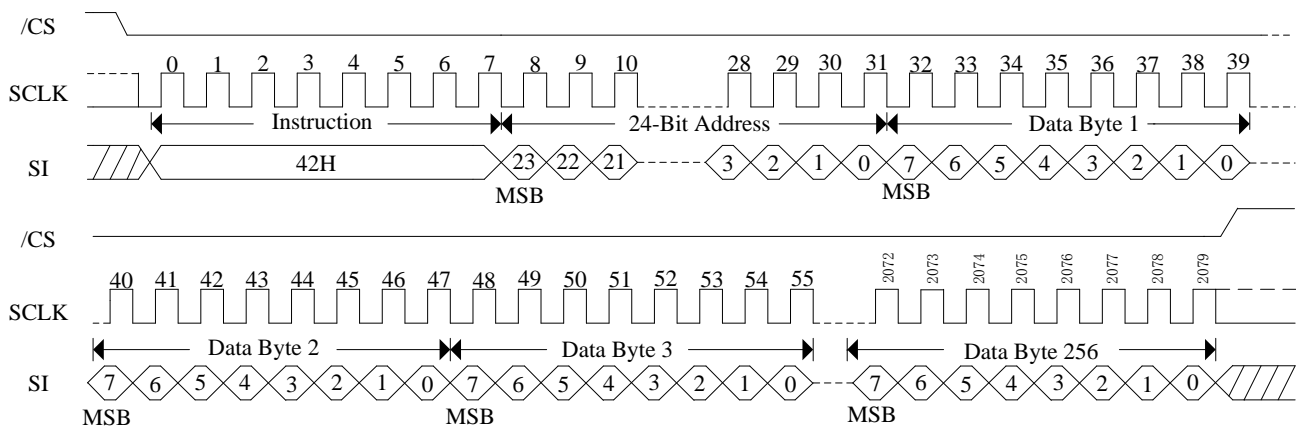 /CS
0 1 2 3 4 5 6 7 8 9 10 28 29 30 31 32 33 34 35 36 37 38 39
SCLK
Instruction 24-Bit Address Data Byte 1
SI 42H 23 22 21 3 2 1 0 7 6 5 4 3 2 1 0
MSB MSB
/CS
40 41 42 43 44 45 46 47 48 49 50 51 52 53 54 55 2072 2073 2074 2075 2076 2077 2078 2079
SCLK
Data Byte 2 Data Byte 3 Data Byte 256
SI 7 6 5 4 3 2 1 0 7 6 5 4 3 2 1 0 7 6 5 4 3 2 1 0
MSB MSB MSB